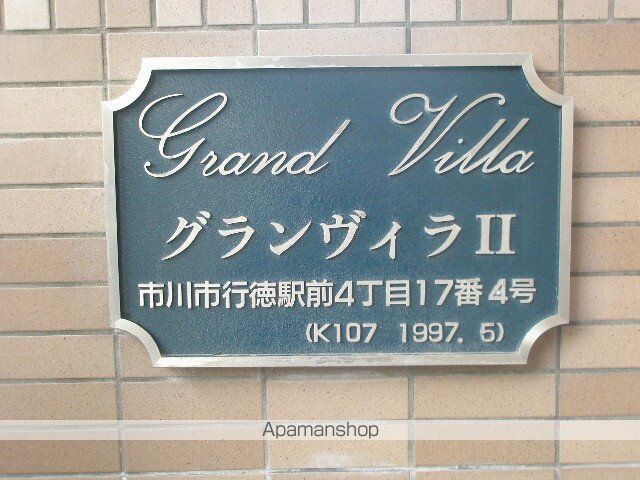 Grand Villa
グランヴィラⅡ
市川市行徳駅前4丁目17番4号
(K107 1997. 5)
Apamanshop